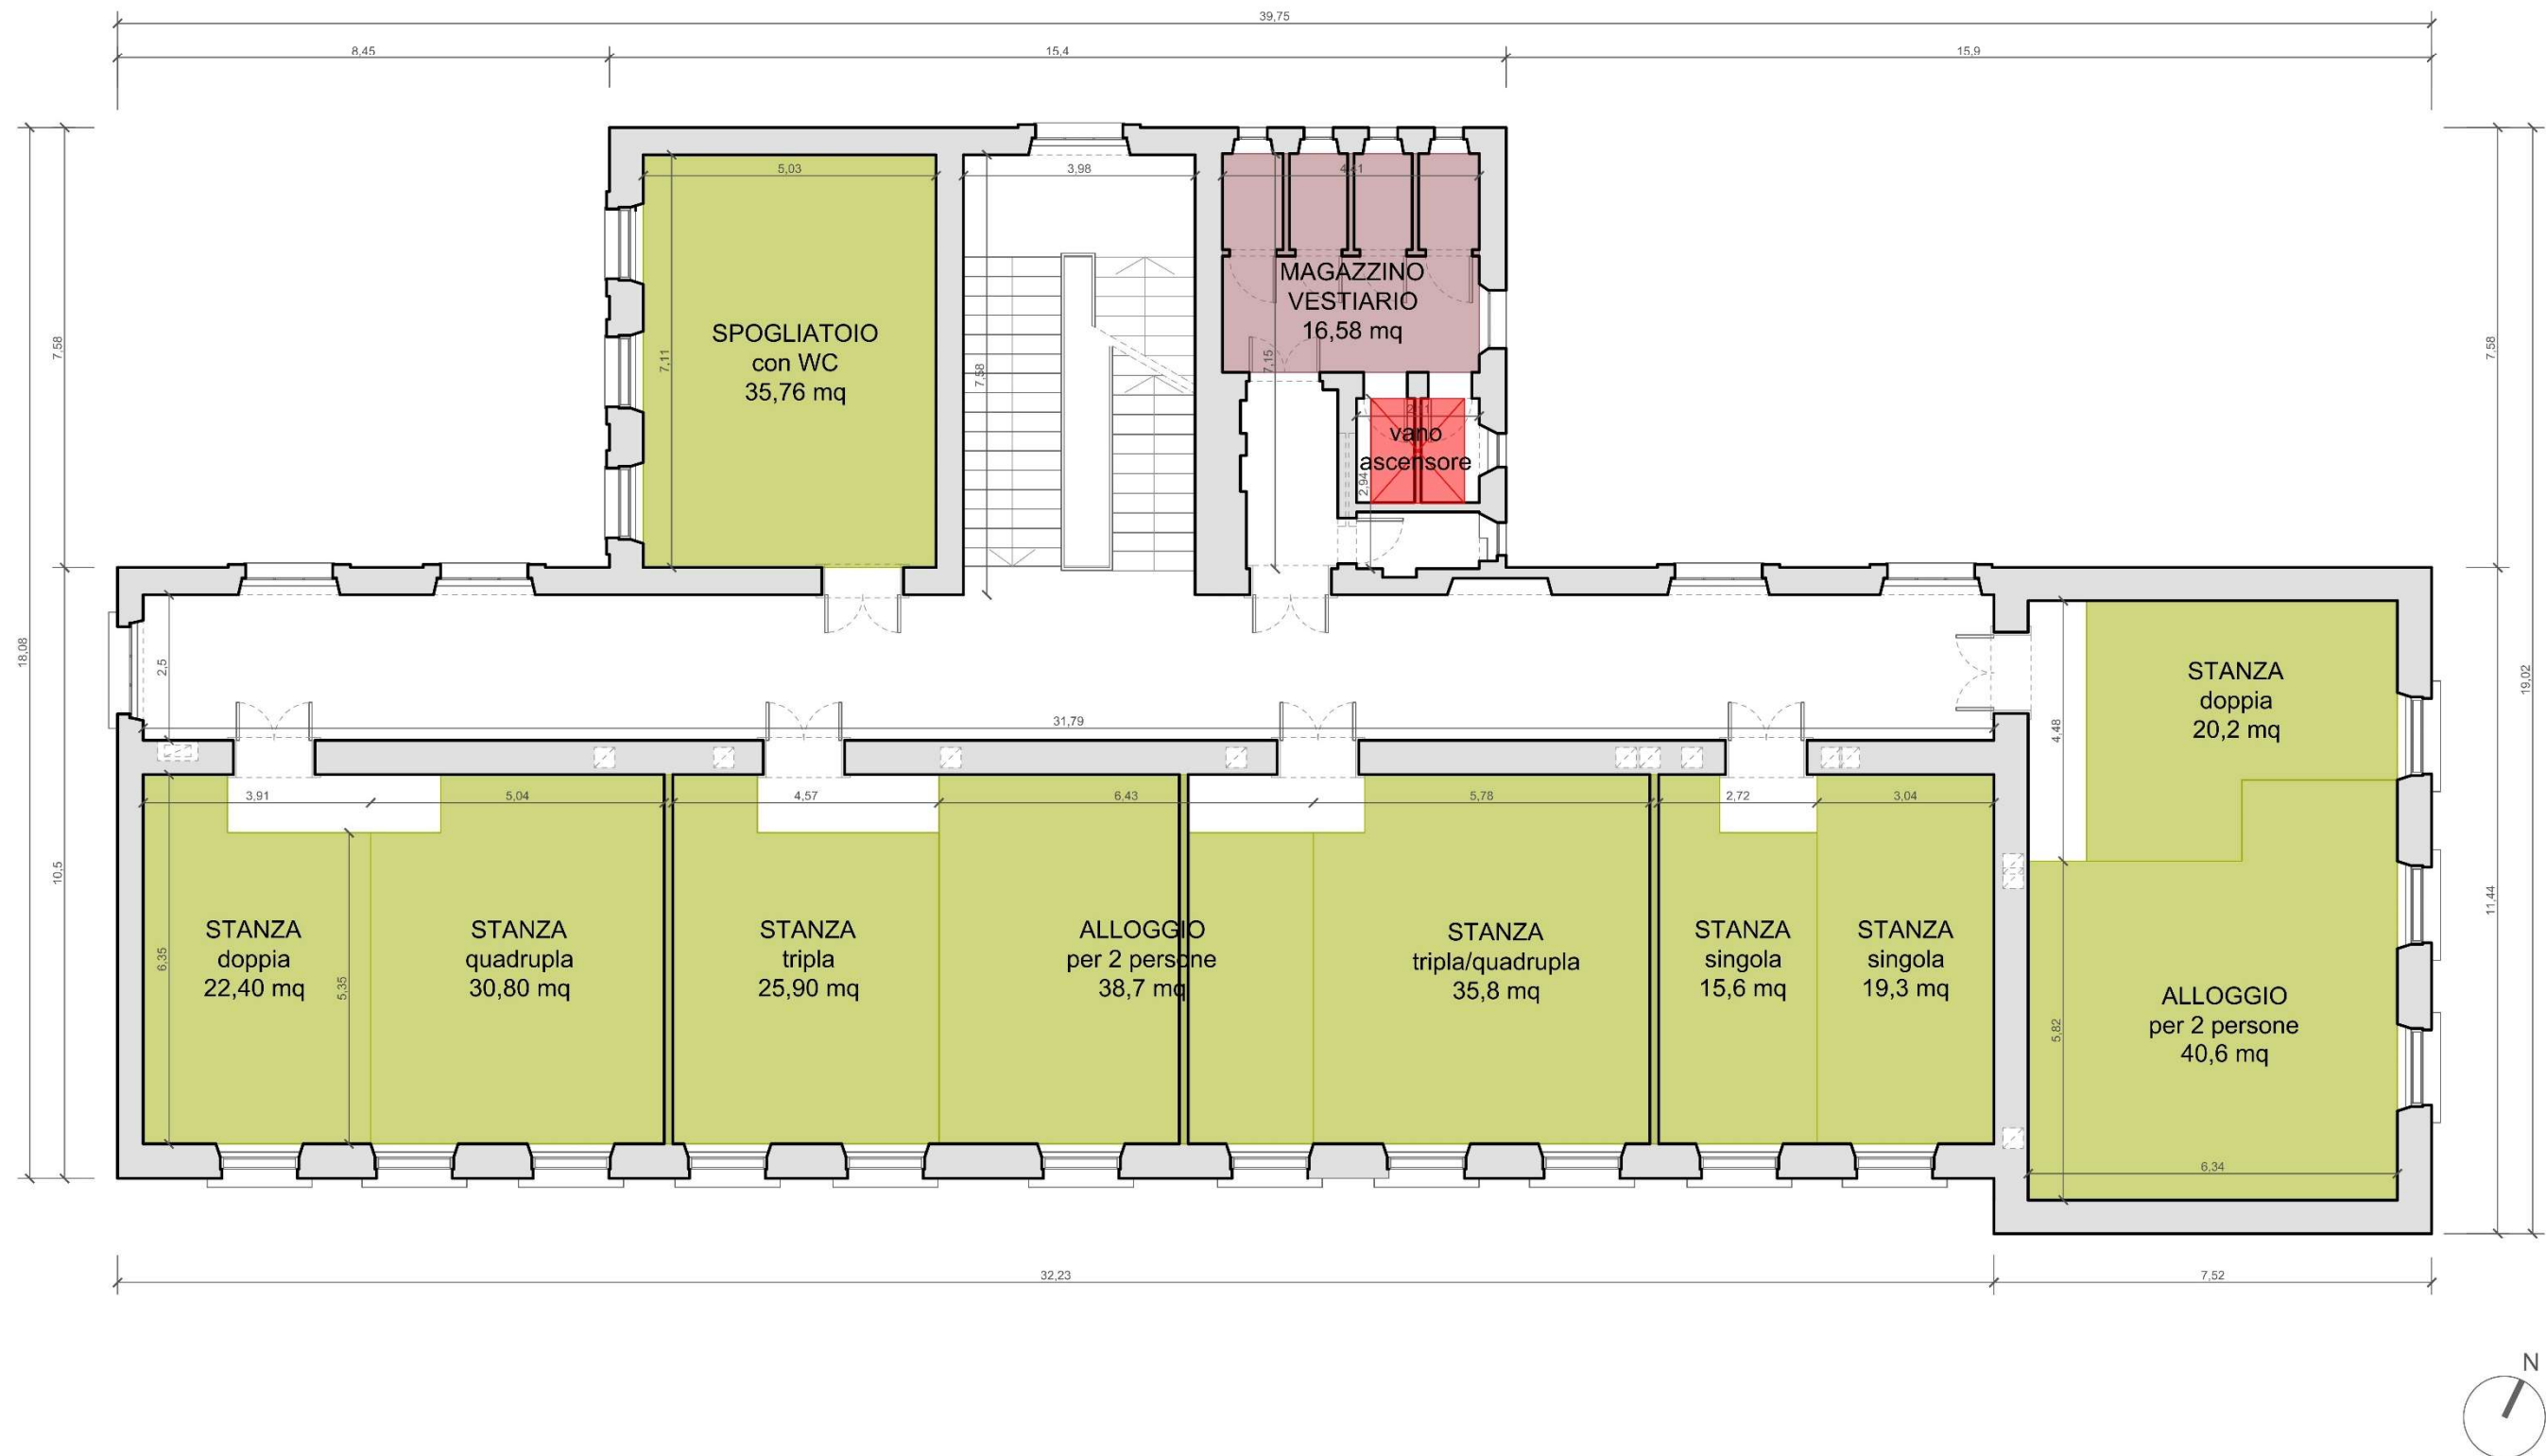 39,75
8,45
15,4
15,9
5,03
3,98
4,41
MAGAZZINO
VESTIARIO
16,58 mq
SPOGLIATOIO
con WC
35,76 mq
7,58
7,11
7,58
7,15
7,58
vano
ascensore
2,94
18,08
2,5
19,02
STANZA
doppia
20,2 mq
31,79
4,48
3,91
5,04
4,57
6,43
5,78
2,72
3,04
10,5
11,44
STANZA
doppia
22,40 mq
STANZA
quadrupla
30,80 mq
STANZA
tripla
25,90 mq
ALLOGGIO
per 2 persone
38,7 mq
STANZA
tripla/quadrupla
35,8 mq
STANZA
singola
15,6 mq
STANZA
singola
19,3 mq
6,35
5,35
ALLOGGIO
per 2 persone
40,6 mq
5,82
6,34
32,23
7,52
N